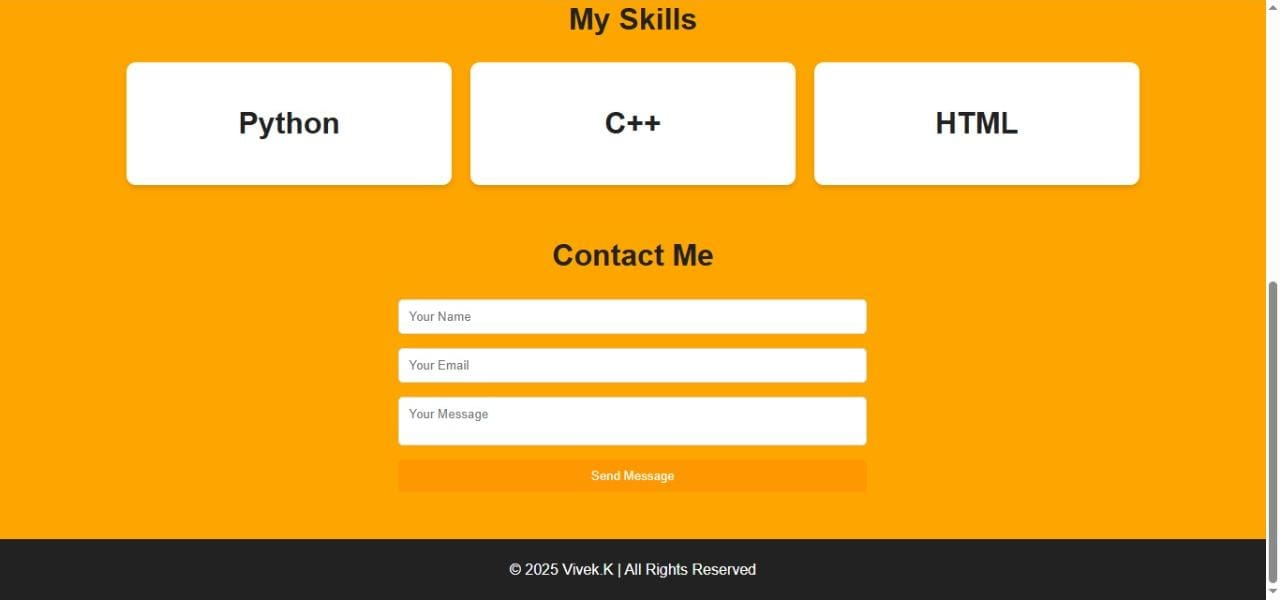 My Skills
Python
C++
HTML
Contact Me
Your Name
Your Email
Your Message
Send Message
© 2025 Vivek.K | All Rights Reserved